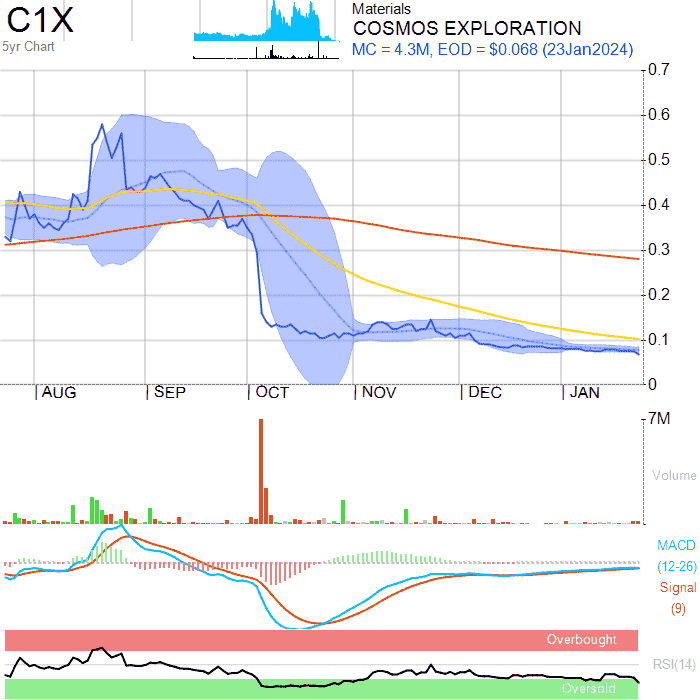 C1X
5yr Chart
Materials
COSMOS EXPLORATION
MC = 4.3M, EOD = $0.068 (23Jan2024)
0.7
0.6
0.5
0.4
0.3
0.2
0.1
0
AUG SEP OCT NOV DEC JAN
7M
Volume
MACD
(12-26)
Signal
(9)
Overbought
RSI(14)
Oversold